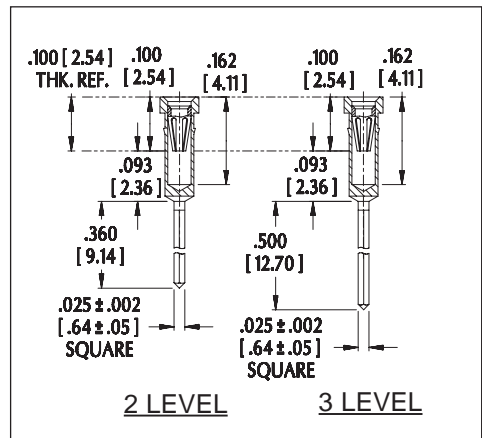 .100 [ 2.54 ]
THK. REF.
.100
[ 2.54 ]
.162
[ 4.11 ]
.100
[ 2.54 ]
.162
[ 4.11 ]
.093
[ 2.36 ]
.093
[ 2.36 ]
.360
[ 9.14 ]
.500
[ 12.70 ]
.025 ± .002
[ .64 ± .05 ]
SQUARE
.025 ± .002
[ .64 ± .05 ]
SQUARE
2 LEVEL
3 LEVEL